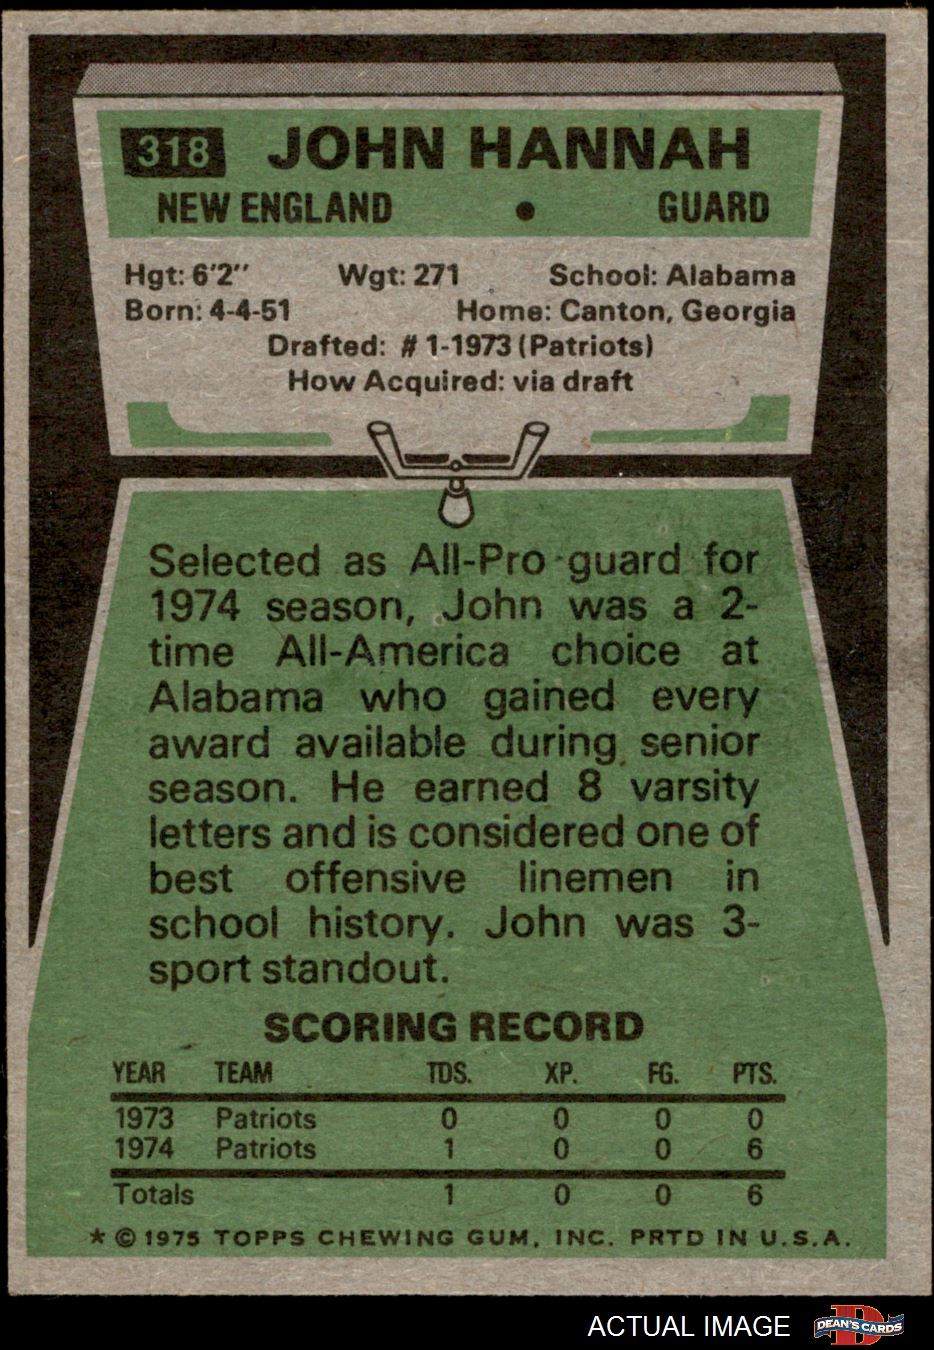 318 JOHN HANNAH
NEW ENGLAND • GUARD
Hgt: 6'2" Wgt: 271 School: Alabama
Born: 4-4-51 Home: Canton, Georgia
Drafted: #1-1973 (Patriots)
How Acquired: via draft
Selected as All-Pro guard for
1974 season, John was a 2-
time All-America choice at
Alabama who gained every
award available during senior
season. He earned 8 varsity
letters and is considered one of
best offensive linemen in
school history. John was 3-
sport standout.
SCORING RECORD
YEAR TEAM TDS. XP. FG. PTS.
1973 Patriots 0 0 0 0
1974 Patriots 1 0 0 6
Totals 1 0 0 6
* © 1975 TOPPS CHEWING GUM, INC. PRTD IN U.S.A.
ACTUAL IMAGE D DEAN'S CARDS